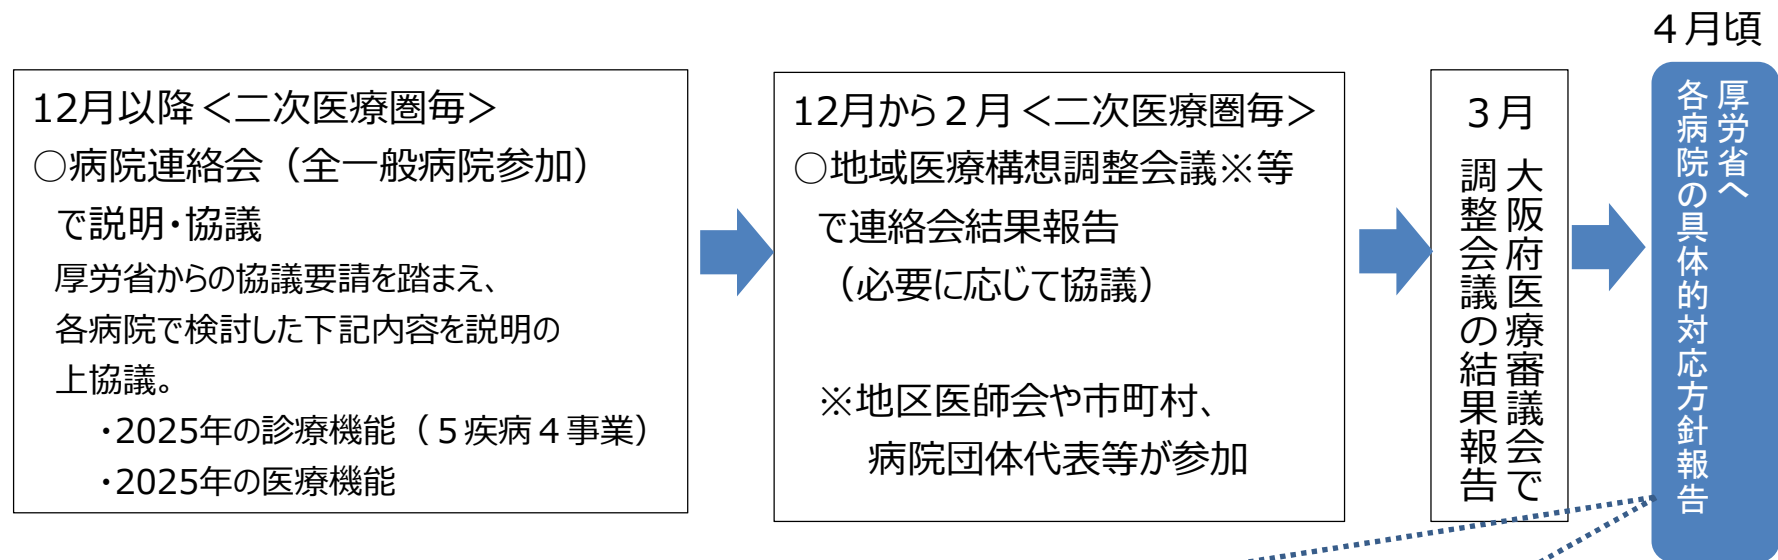 12月以降<二次医療圏毎>
○病院連絡会（全一般病院参加）
で説明・協議
厚労省からの協議要請を踏まえ、
各病院で検討した下記内容を説明の
上協議。
・2025年の診療機能（５疾病４事業）
・2025年の医療機能
12月から２月<二次医療圏毎>
○地域医療構想調整会議※等
で連絡会結果報告
（必要に応じて協議）
※地区医師会や市町村、
病院団体代表等が参加
３月
大阪府医療審議会で
調整会議の結果報告
４月頃
厚労省へ
各病院の具体的対応方針報告